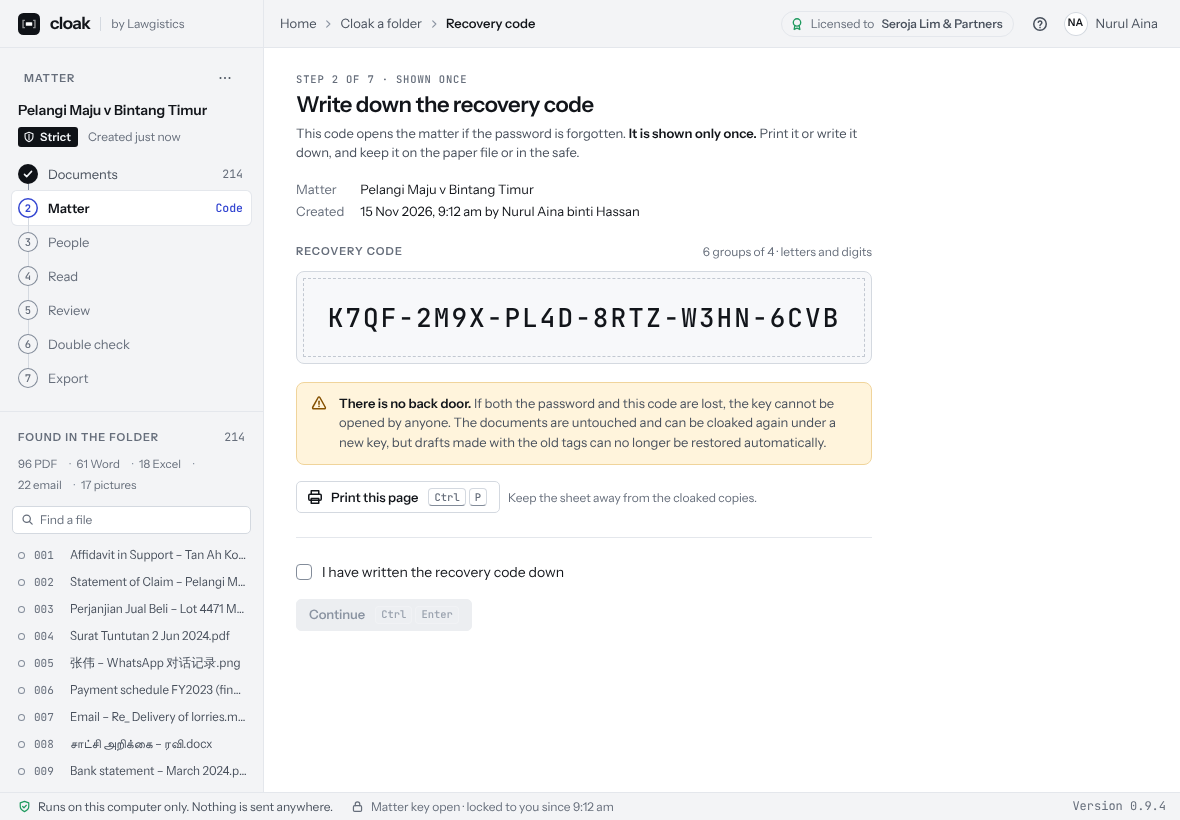 cloak by Lawgistics
Home > Cloak a folder > Recovery code
Licensed to Seroja Lim & Partners
NA Nurul Aina
MATTER ...
Pelangi Maju v Bintang Timur
Strict Created just now
Documents 214
2 Matter Code
3 People
4 Read
5 Review
6 Double check
7 Export
FOUND IN THE FOLDER 214
96 PDF · 61 Word · 18 Excel ·
22 email · 17 pictures
Find a file
001 Affidavit in Support – Tan Ah Ko...
002 Statement of Claim – Pelangi M...
003 Perjanjian Jual Beli – Lot 4471 M...
004 Surat Tuntutan 2 Jun 2024.pdf
005 张伟 – WhatsApp 对话记录.png
006 Payment schedule FY2023 (fin...
007 Email – Re_ Delivery of lorries.m...
008 சாட்சி அறிக்கை – ரவி.docx
009 Bank statement – March 2024.p...
STEP 2 OF 7 · SHOWN ONCE
Write down the recovery code
This code opens the matter if the password is forgotten. It is shown only once. Print it or write it
down, and keep it on the paper file or in the safe.
Matter Pelangi Maju v Bintang Timur
Created 15 Nov 2026, 9:12 am by Nurul Aina binti Hassan
RECOVERY CODE 6 groups of 4 · letters and digits
K7QF-2M9X-PL4D-8RTZ-W3HN-6CVB
There is no back door. If both the password and this code are lost, the key cannot be
opened by anyone. The documents are untouched and can be cloaked again under a
new key, but drafts made with the old tags can no longer be restored automatically.
Print this page Ctrl P Keep the sheet away from the cloaked copies.
I have written the recovery code down
Continue Ctrl Enter
Runs on this computer only. Nothing is sent anywhere. Matter key open · locked to you since 9:12 am
Version 0.9.4